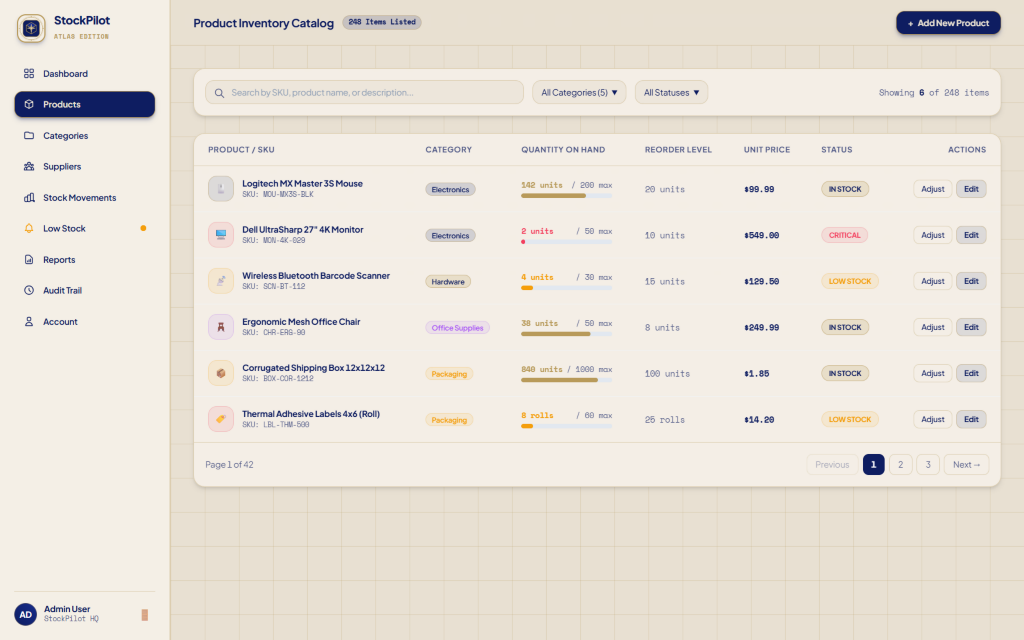 StockPilot
ATLAS EDITION
Dashboard
Products
Categories
Suppliers
Stock Movements
Low Stock
Reports
Audit Trail
Account
AD
Admin User
StockPilot HQ
Product Inventory Catalog
248 Items Listed
+ Add New Product
Search by SKU, product name, or description...
All Categories (5) ▼
All Statuses ▼
Showing 6 of 248 items
PRODUCT / SKU CATEGORY QUANTITY ON HAND REORDER LEVEL UNIT PRICE STATUS ACTIONS
Logitech MX Master 3S Mouse
SKU: MOU-MX3S-BLK
Electronics
142 units / 200 max
20 units
$99.99
IN STOCK
Adjust Edit
Dell UltraSharp 27" 4K Monitor
SKU: MON-4K-029
Electronics
2 units / 50 max
10 units
$549.00
CRITICAL
Adjust Edit
Wireless Bluetooth Barcode Scanner
SKU: SCN-BT-112
Hardware
4 units / 30 max
15 units
$129.50
LOW STOCK
Adjust Edit
Ergonomic Mesh Office Chair
SKU: CHR-ERG-90
Office Supplies
38 units / 50 max
8 units
$249.99
IN STOCK
Adjust Edit
Corrugated Shipping Box 12x12x12
SKU: BOX-COR-1212
Packaging
840 units / 1000 max
100 units
$1.85
IN STOCK
Adjust Edit
Thermal Adhesive Labels 4x6 (Roll)
SKU: LBL-THM-500
Packaging
8 rolls / 60 max
25 rolls
$14.20
LOW STOCK
Adjust Edit
Page 1 of 42
Previous 1 2 3 Next →